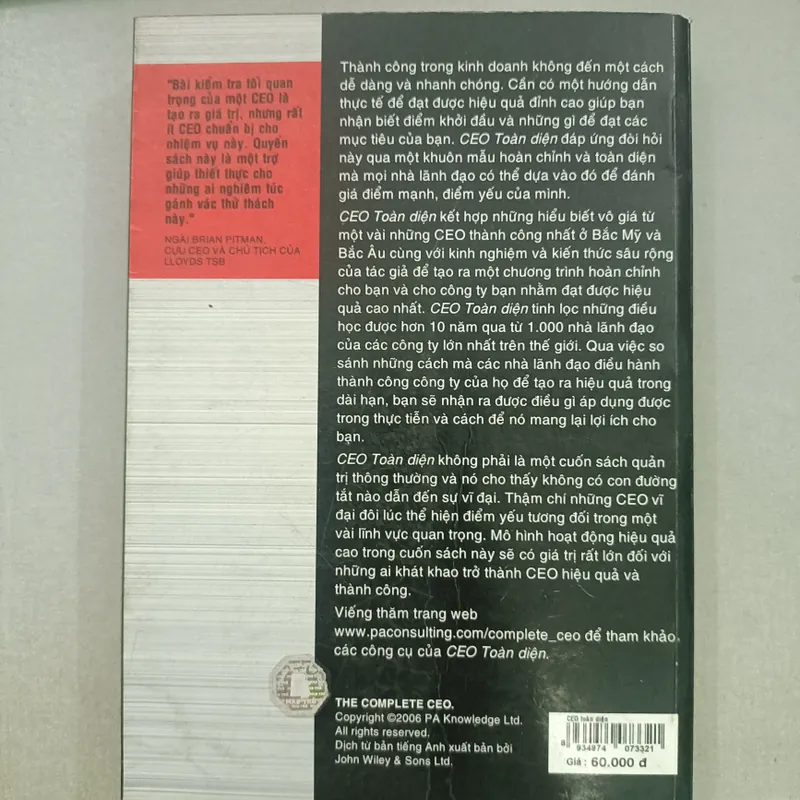 "Bài kiểm tra tối quan
trọng của một CEO là
tạo ra giá trị, nhưng rất
ít CEO chuẩn bị cho
nhiệm vụ này. Quyển
sách này là một trợ
giúp thiết thực cho
những ai nghiêm túc
gánh vác thử thách
này."
NGÀI BRIAN PITMAN,
CỰU CEO VÀ CHỦ TỊCH CỦA
LLOYDS TSB
Thành công trong kinh doanh không đến một cách
dễ dàng và nhanh chóng. Cần có một hướng dẫn
thực tế để đạt được hiệu quả đỉnh cao giúp bạn
nhận biết điểm khởi đầu và những gì để đạt các
mục tiêu của bạn. CEO Toàn diện đáp ứng đòi hỏi
này qua một khuôn mẫu hoàn chỉnh và toàn diện
mà mọi nhà lãnh đạo có thể dựa vào đó để đánh
giá điểm mạnh, điểm yếu của mình.
CEO Toàn diện kết hợp những hiểu biết vô giá từ
một vài những CEO thành công nhất ở Bắc Mỹ và
Bắc Âu cùng với kinh nghiệm và kiến thức sâu rộng
của tác giả để tạo ra một chương trình hoàn chỉnh
cho bạn và cho công ty bạn nhằm đạt được hiệu
quả cao nhất. CEO Toàn diện tinh lọc những điều
học được hơn 10 năm qua từ 1.000 nhà lãnh đạo
của các công ty lớn nhất trên thế giới. Qua việc so
sánh những cách mà các nhà lãnh đạo điều hành
thành công công ty của họ để tạo ra hiệu quả trong
dài hạn, bạn sẽ nhận ra được điều gì áp dụng được
trong thực tiễn và cách để nó mang lại lợi ích cho
bạn.
CEO Toàn diện không phải là một cuốn sách quản
trị thông thường và nó cho thấy không có con đường
tắt nào dẫn đến sự vĩ đại. Thậm chí những CEO vĩ
đại đôi lúc thể hiện điểm yếu tương đối trong một
vài lĩnh vực quan trọng. Mô hình hoạt động hiệu quả
cao trong cuốn sách này sẽ có giá trị rất lớn đối với
những ai khát khao trở thành CEO hiệu quả và
thành công.
Viếng thăm trang web
www.paconsulting.com/complete_ceo để tham khảo
các công cụ của CEO Toàn diện.
THE COMPLETE CEO.
Copyright ©2006 PA Knowledge Ltd.
All rights reserved.
Dịch từ bản tiếng Anh xuất bản bởi
John Wiley & Sons Ltd.
CEO toàn diện
8 934974 073321
Giá : 60.000 đ